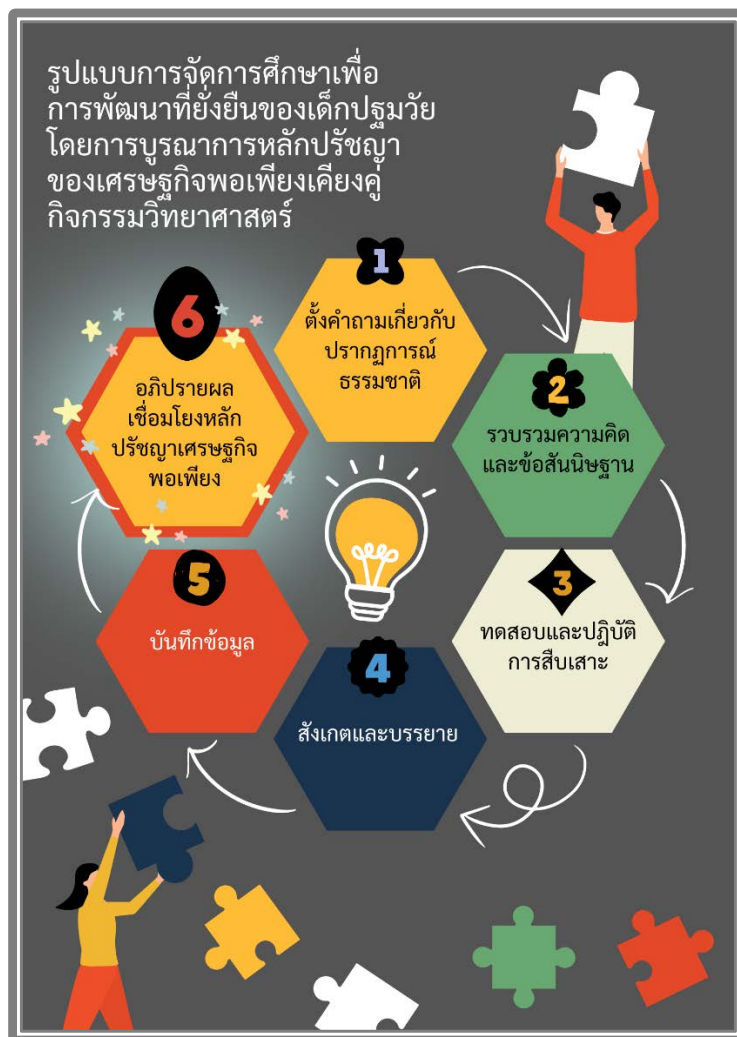 รูปแบบการจัดการศึกษาเพื่อ
การพัฒนาที่ยั่งยืนของเด็กปฐมวัย
โดยการบูรณาการหลักปรัชญา
ของเศรษฐกิจพอเพียงเคียงคู่
กิจกรรมวิทยาศาสตร์
1
ตั้งคำถามเกี่ยวกับ
ปรากฏการณ์
ธรรมชาติ
2
รวบรวมความคิด
และข้อสันนิษฐาน
3
ทดสอบและปฏิบัติ
การสืบเสาะ
4
สังเกตและบรรยาย
5
บันทึกข้อมูล
6
อภิปรายผล
เชื่อมโยงหลัก
ปรัชญาเศรษฐกิจ
พอเพียง